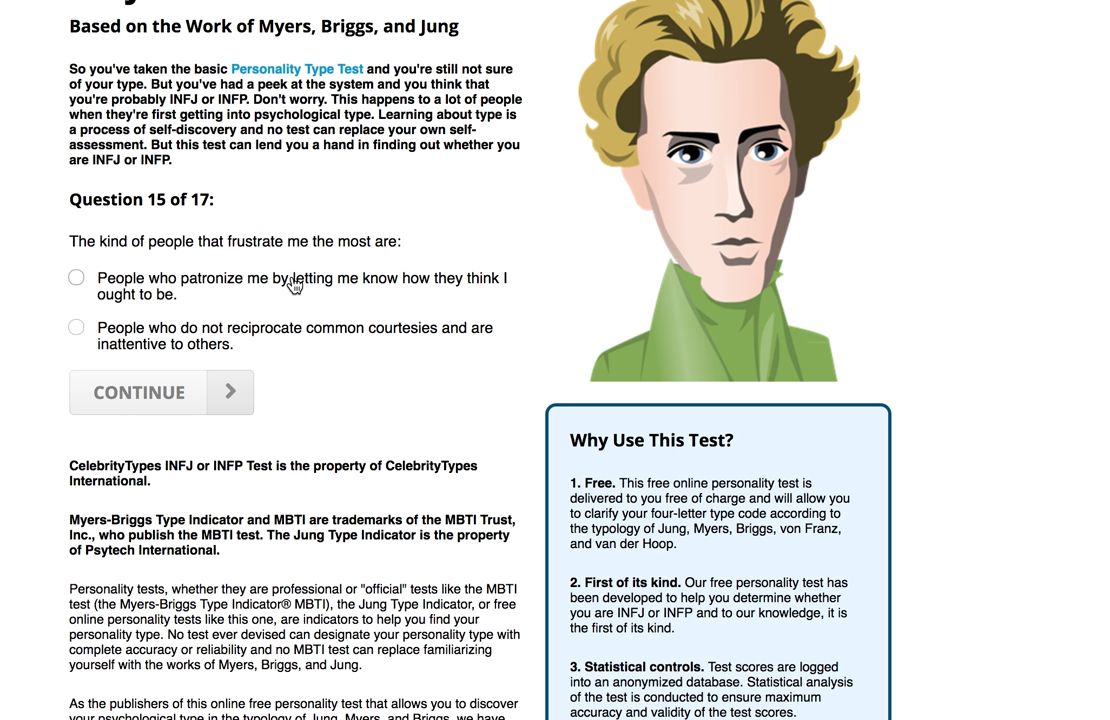 Based on the Work of Myers, Briggs, and Jung
So you've taken the basic Personality Type Test and you're still not sure
of your type. But you've had a peek at the system and you think that
you're probably INFJ or INFP. Don't worry. This happens to a lot of people
when they're first getting into psychological type. Learning about type is
a process of self-discovery and no test can replace your own self-
assessment. But this test can lend you a hand in finding out whether you
are INFJ or INFP.
Question 15 of 17:
The kind of people that frustrate me the most are:
People who patronize me by letting me know how they think I
ought to be.
People who do not reciprocate common courtesies and are
inattentive to others.
CONTINUE
CelebrityTypes INFJ or INFP Test is the property of CelebrityTypes
International.
Myers-Briggs Type Indicator and MBTI are trademarks of the MBTI Trust,
Inc., who publish the MBTI test. The Jung Type Indicator is the property
of Psytech International.
Personality tests, whether they are professional or "official" tests like the MBTI
test (the Myers-Briggs Type Indicator® MBTI), the Jung Type Indicator, or free
online personality tests like this one, are indicators to help you find your
personality type. No test ever devised can designate your personality type with
complete accuracy or reliability and no MBTI test can replace familiarizing
yourself with the works of Myers, Briggs, and Jung.
As the publishers of this online free personality test that allows you to discover
your psychological type in the typology of Jung, Myers, and Briggs, we have
Why Use This Test?
1. Free. This free online personality test is
delivered to you free of charge and will allow you
to clarify your four-letter type code according to
the typology of Jung, Myers, Briggs, von Franz,
and van der Hoop.
2. First of its kind. Our free personality test has
been developed to help you determine whether
you are INFJ or INFP and to our knowledge, it is
the first of its kind.
3. Statistical controls. Test scores are logged
into an anonymized database. Statistical analysis
of the test is conducted to ensure maximum
accuracy and validity of the test scores.